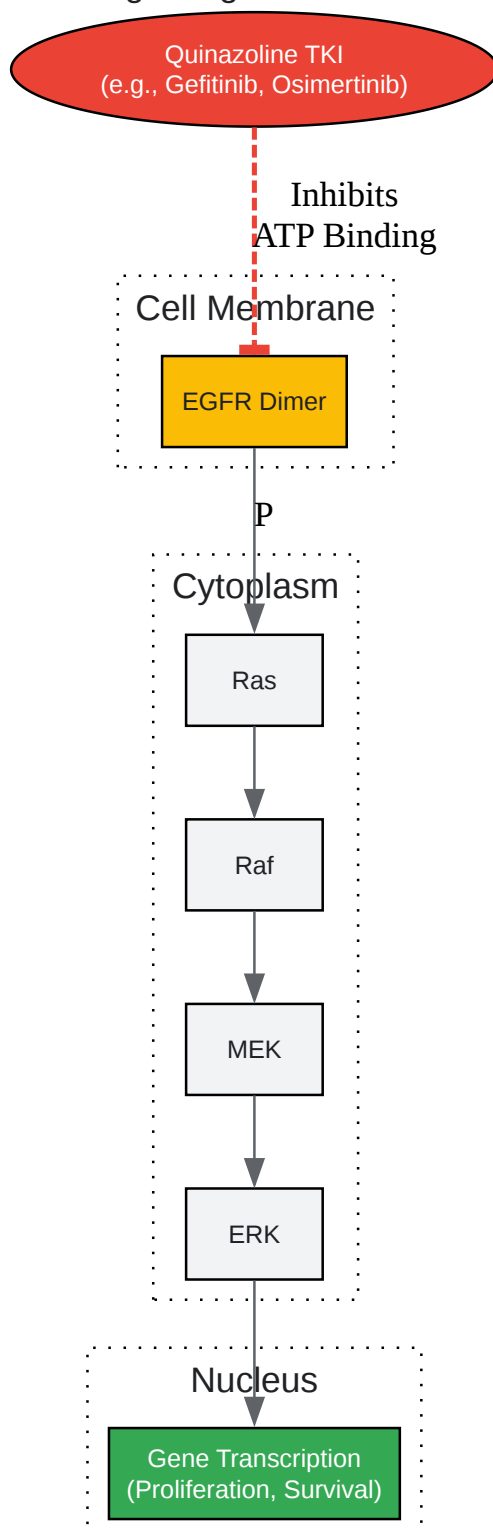 Quinazoline TKI
(e.g., Gefitinib, Osimertinib)
Inhibits
ATP Binding
Cell Membrane
EGFR Dimer
P
Cytoplasm
Ras
Raf
MEK
ERK
Nucleus
Gene Transcription
(Proliferation, Survival)